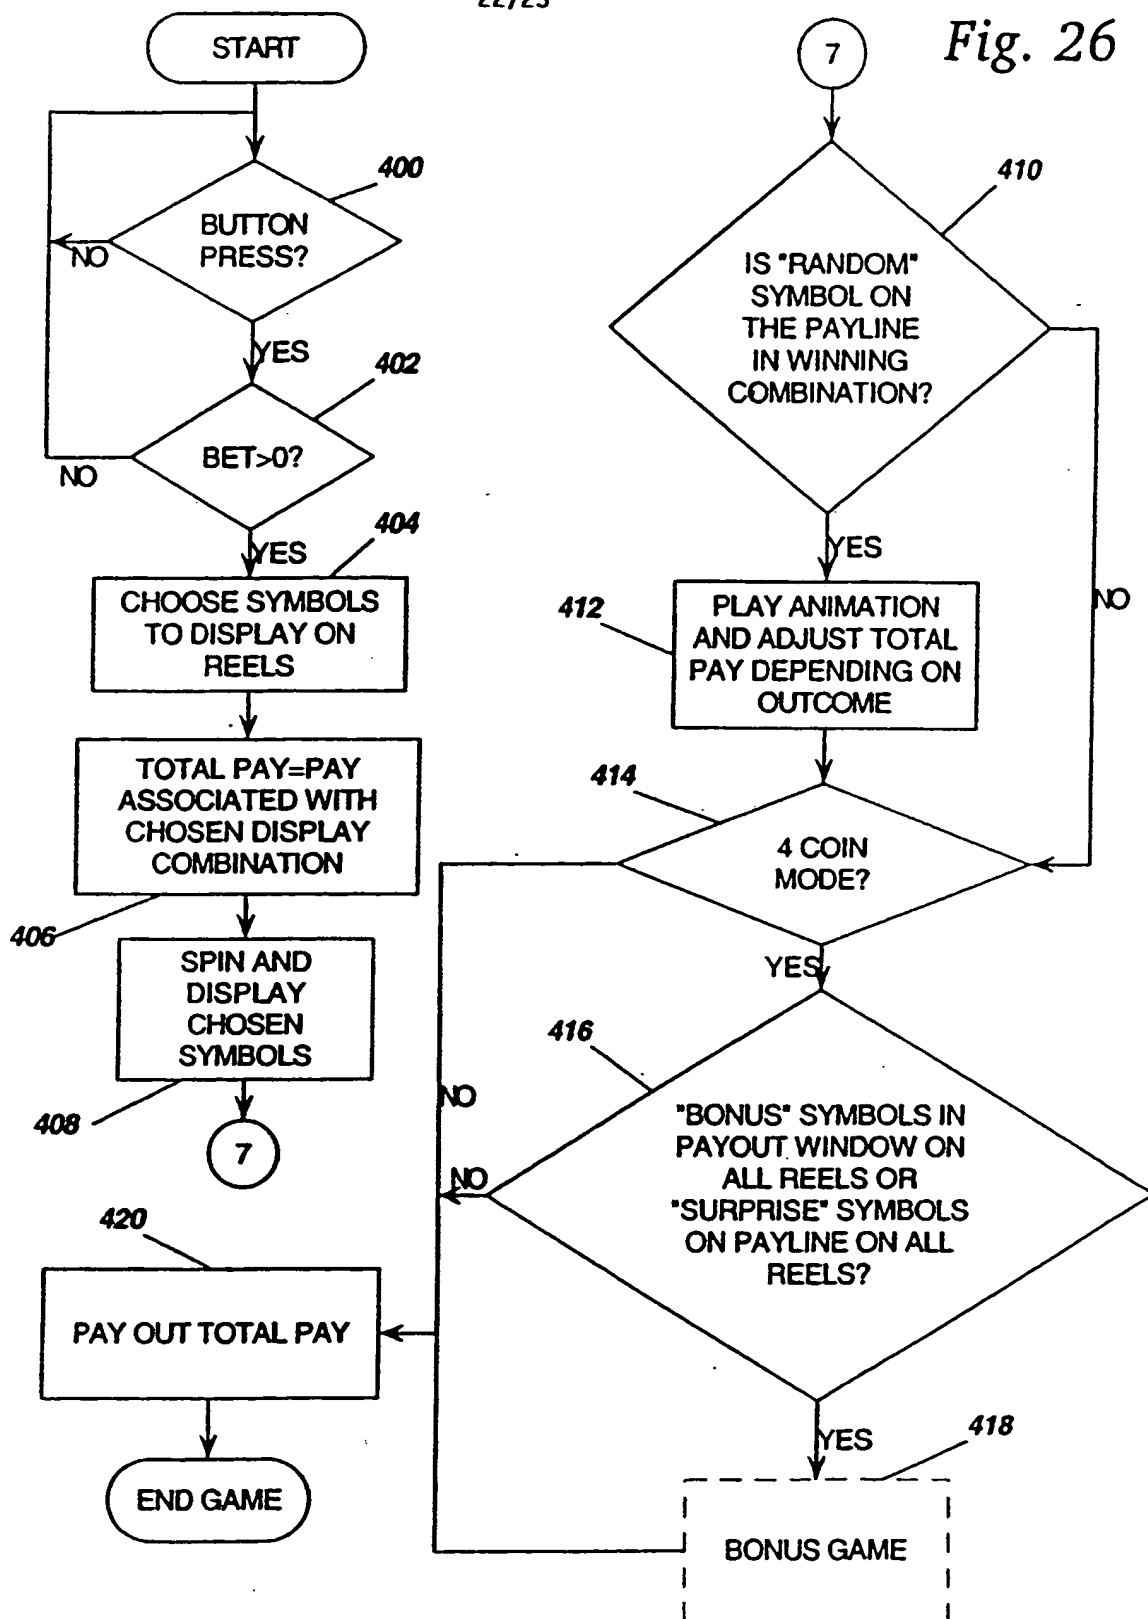 22/23
Fig. 26
START
400
BUTTON
PRESS?
NO
YES
402
BET>0?
NO
YES
404
CHOOSE SYMBOLS
TO DISPLAY ON
REELS
TOTAL PAY=PAY
ASSOCIATED WITH
CHOSEN DISPLAY
COMBINATION
406
SPIN AND
DISPLAY
CHOSEN
SYMBOLS
408
7
420
PAY OUT TOTAL PAY
END GAME
7
410
IS "RANDOM"
SYMBOL ON
THE PAYLINE
IN WINNING
COMBINATION?
YES
NO
412
PLAY ANIMATION
AND ADJUST TOTAL
PAY DEPENDING ON
OUTCOME
414
4 COIN
MODE?
YES
NO
416
"BONUS" SYMBOLS IN
PAYOUT WINDOW ON
ALL REELS OR
"SURPRISE" SYMBOLS
ON PAYLINE ON ALL
REELS?
NO
YES
418
BONUS GAME